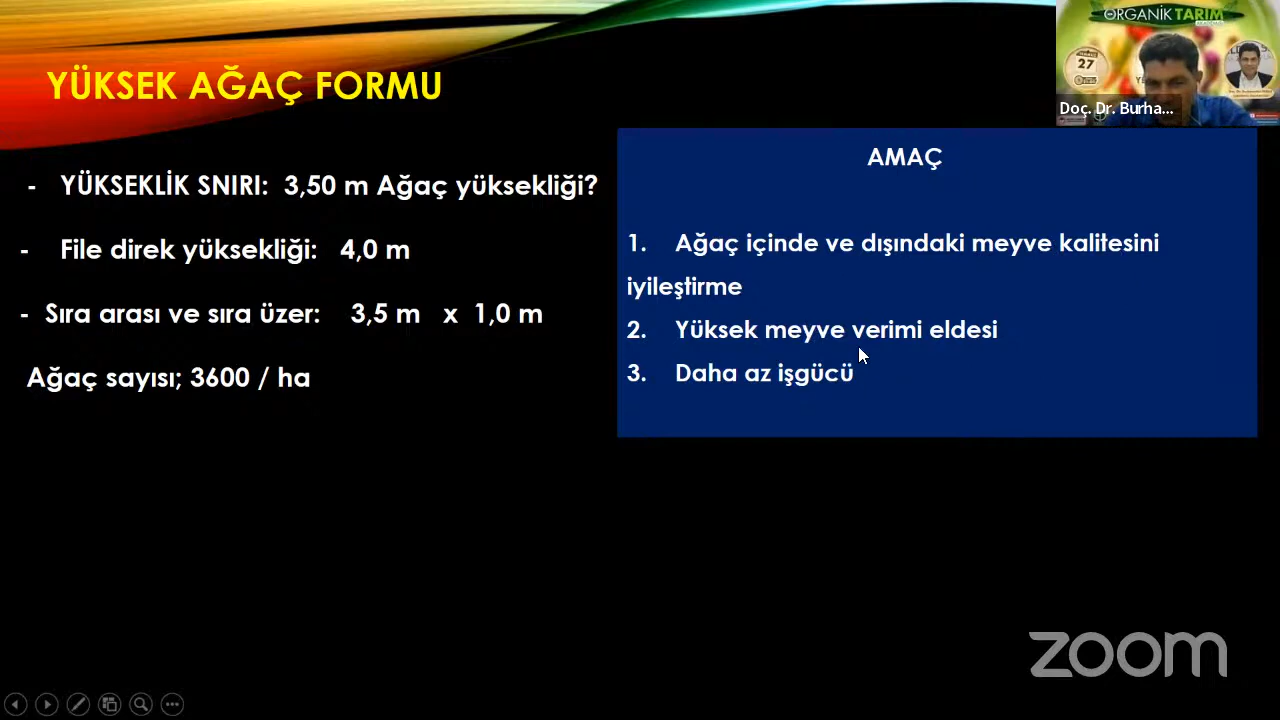 ORGANİK TARIM
27
Doç. Dr. Burha...
YÜKSEK AĞAÇ FORMU
- YÜKSEKLİK SNIRI: 3,50 m Ağaç yüksekliği?
- File direk yüksekliği: 4,0 m
- Sıra arası ve sıra üzer: 3,5 m x 1,0 m
Ağaç sayısı; 3600 / ha
AMAÇ
1. Ağaç içinde ve dışındaki meyve kalitesini
iyileştirme
2. Yüksek meyve verimi eldesi
3. Daha az işgücü
zoom